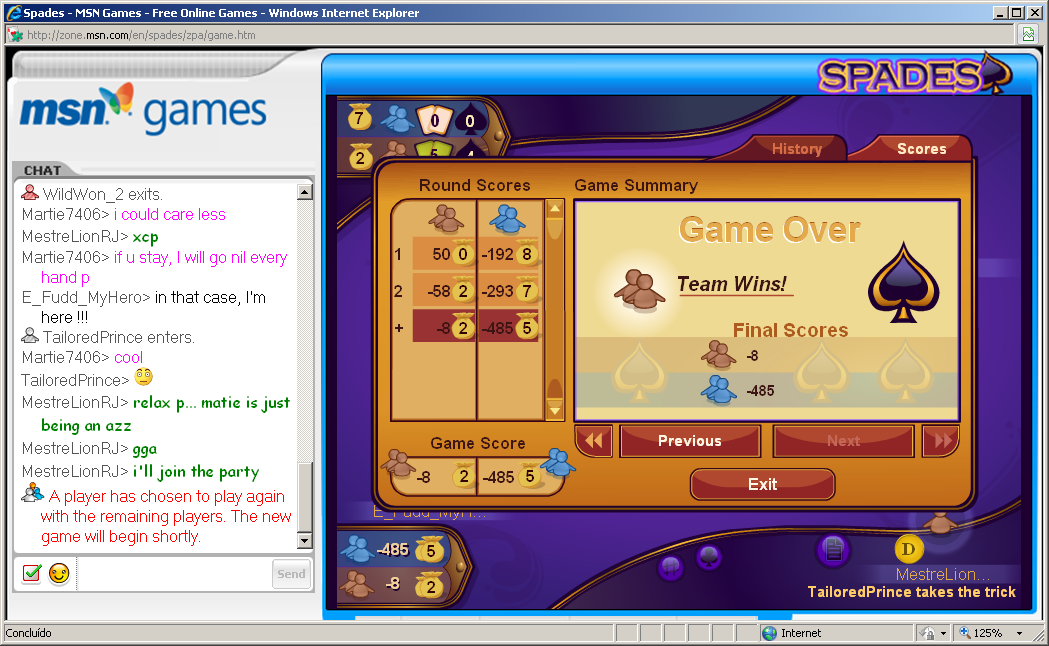 Spades - MSN Games - Free Online Games - Windows Internet Explorer
http://zone.msn.com/en/spades/zpa/game.htm
msn games
CHAT
WildWon_2 exits.
Martie7406> i could care less
MestreLionRJ> xcp
Martie7406> if u stay, I will go nil every
hand p
E_Fudd_MyHero> in that case, I'm
here !!!
TailoredPrince enters.
Martie7406> cool
TailoredPrince>
MestreLionRJ> relax p... matie is just
being an azz
MestreLionRJ> gga
MestreLionRJ> i'll join the party
A player has chosen to play again
with the remaining players. The new
game will begin shortly.
Send
SPADES
7 0 0
2 5 4
History Scores
Round Scores
1 50 0 -192 8
2 -58 2 -293 7
+ -8 2 -485 5
Game Score
-8 2 -485 5
Game Summary
Game Over
Team Wins!
Final Scores
-8
-485
Previous Next
Exit
E_Fudd_MyH...
-485 5
-8 2
D
MestreLion...
TailoredPrince takes the trick
Concluído Internet 125%